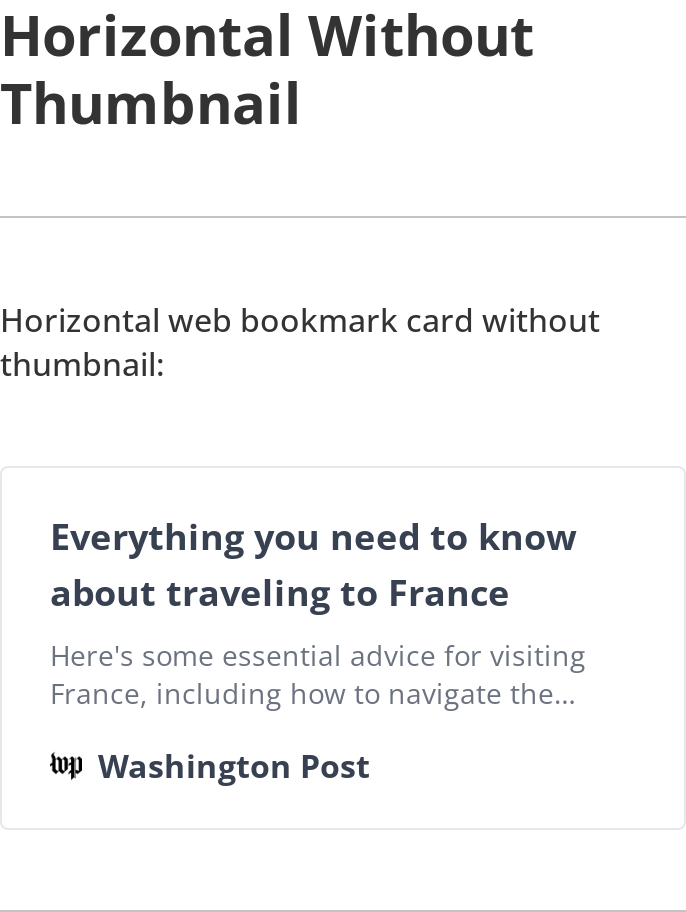 Horizontal Without
Thumbnail
Horizontal web bookmark card without
thumbnail:
Everything you need to know
about traveling to France
Here's some essential advice for visiting
France, including how to navigate the…
wp Washington Post